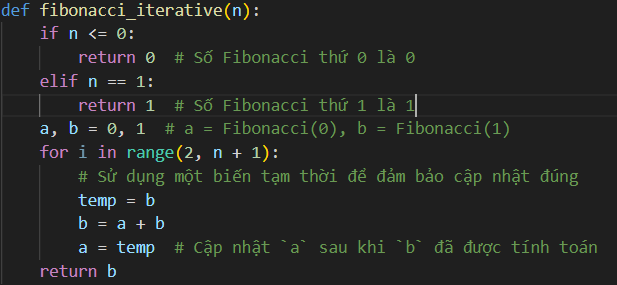 def fibonacci_iterative(n):
    if n <= 0:
        return 0  # Số Fibonacci thứ 0 là 0
    elif n == 1:
        return 1  # Số Fibonacci thứ 1 là 1
    a, b = 0, 1  # a = Fibonacci(0), b = Fibonacci(1)
    for i in range(2, n + 1):
        # Sử dụng một biến tạm thời để đảm bảo cập nhật đúng
        temp = b
        b = a + b
        a = temp  # Cập nhật `a` sau khi `b` đã được tính toán
    return b